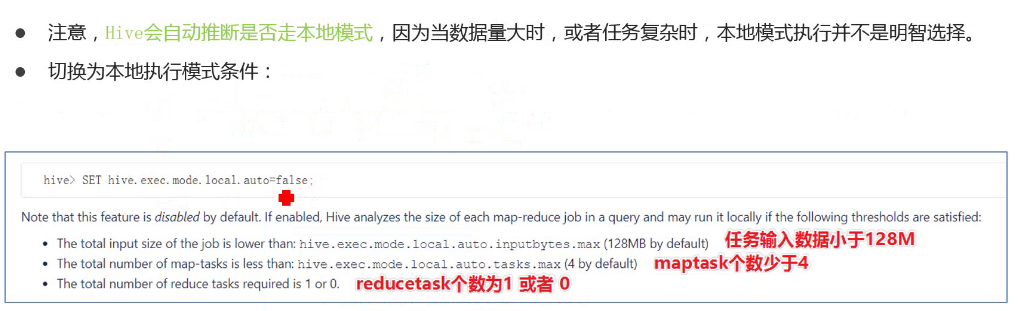 注意，Hive会自动推断是否走本地模式，因为当数据量大时，或者任务复杂时，本地模式执行并不是明智选择。
切换为本地执行模式条件：
hive> SET hive.exec.mode.local.auto=false;
Note that this feature is disabled by default. If enabled, Hive analyzes the size of each map-reduce job in a query and may run it locally if the following thresholds are satisfied:
The total input size of the job is lower than: hive.exec.mode.local.auto.inputbytes.max (128MB by default) 任务输入数据小于128M
The total number of map-tasks is less than: hive.exec.mode.local.auto.tasks.max (4 by default) maptask个数少于4
The total number of reduce tasks required is 1 or 0. reducetask个数为1 或者 0